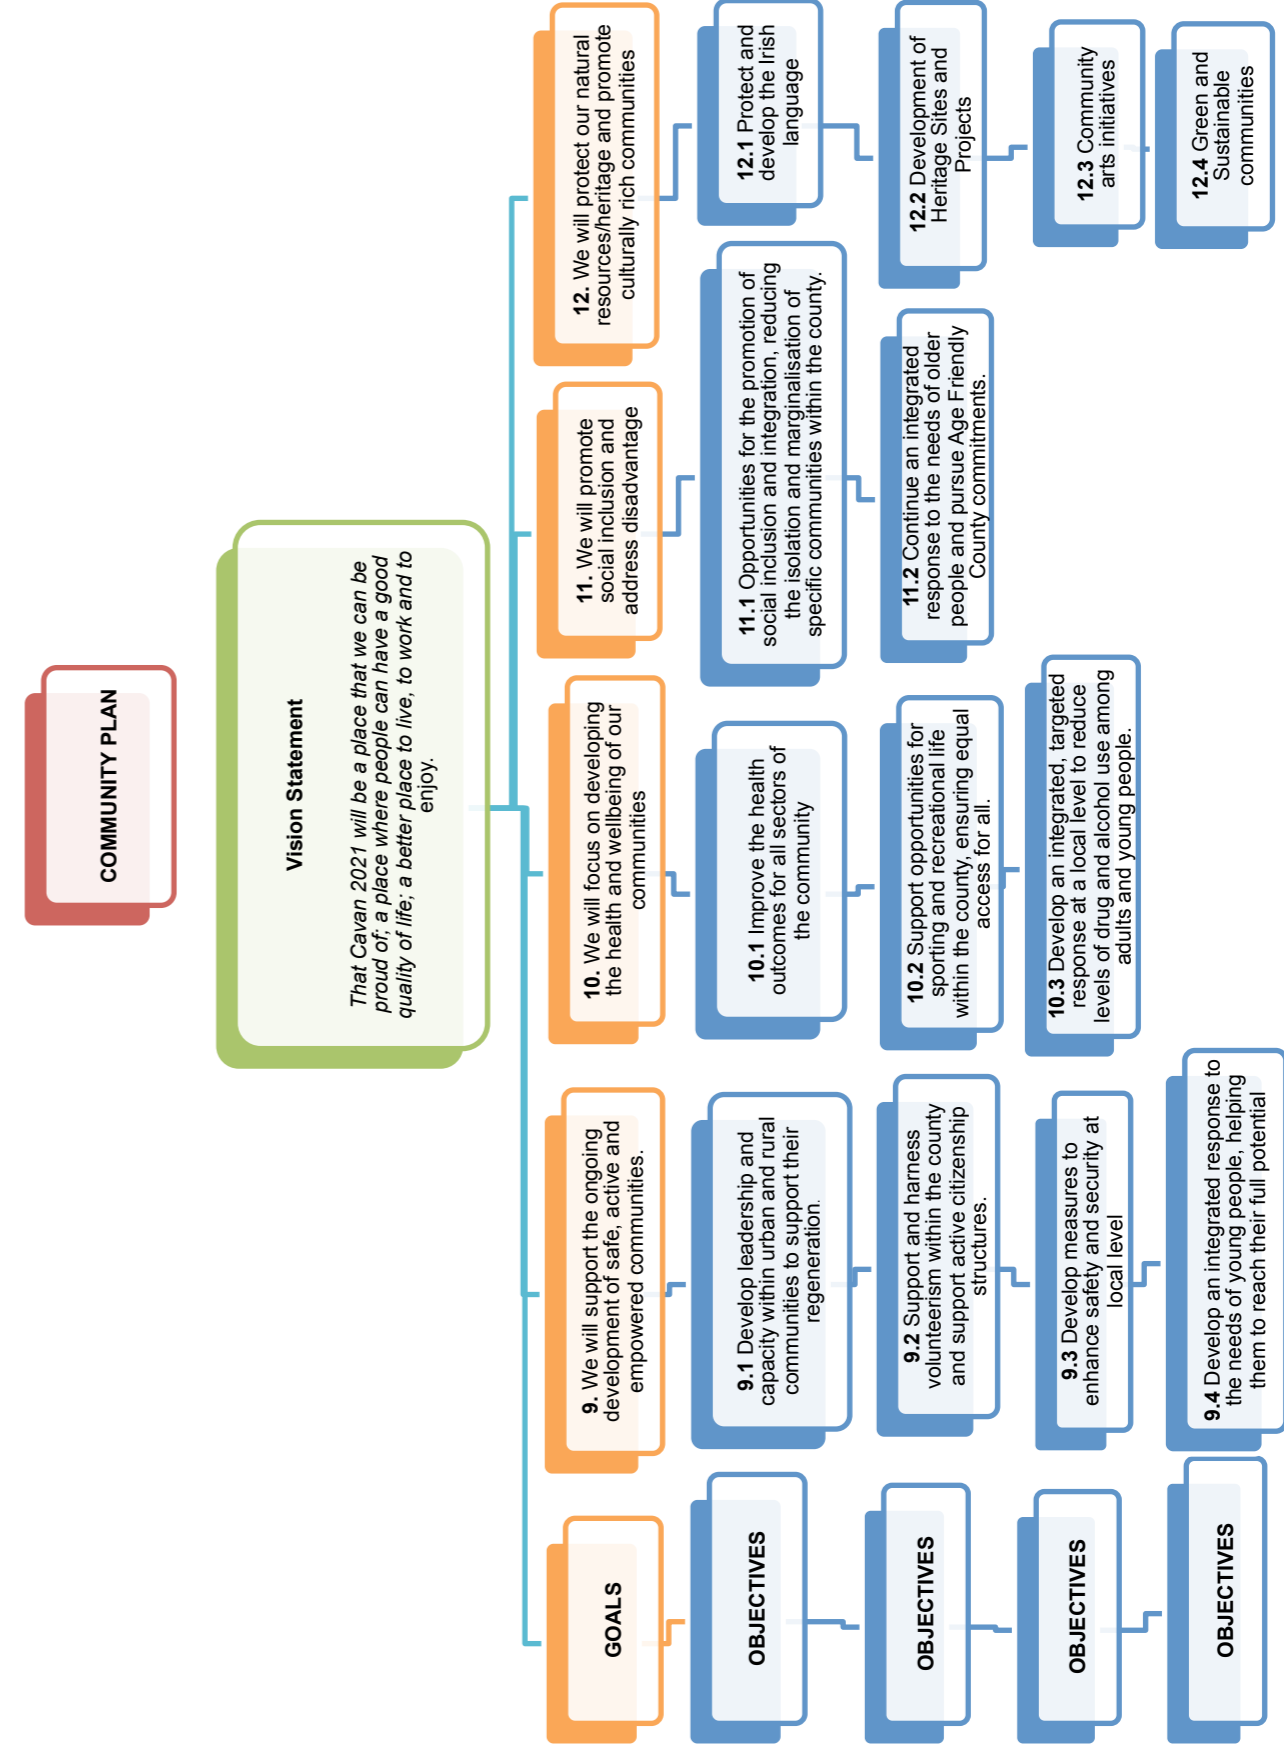 COMMUNITY PLAN
Vision Statement
That Cavan 2021 will be a place that we can be
proud of; a place where people can have a good
quality of life; a better place to live, to work and to
enjoy.
GOALS
9. We will support the ongoing
development of safe, active and
empowered communities.
10. We will focus on developing
the health and wellbeing of our
communities
11. We will promote
social inclusion and
address disadvantage
12. We will protect our natural
resources/heritage and promote
culturally rich communities
OBJECTIVES
9.1 Develop leadership and
capacity within urban and rural
communities to support their
regeneration.
10.1 Improve the health
outcomes for all sectors of
the community
11.1 Opportunities for the promotion of
social inclusion and integration, reducing
the isolation and marginalisation of
specific communities within the county.
12.1 Protect and
develop the Irish
language
OBJECTIVES
9.2 Support and harness
volunteerism within the county
and support active citizenship
structures.
10.2 Support opportunities for
sporting and recreational life
within the county, ensuring equal
access for all.
11.2 Continue an integrated
response to the needs of older
people and pursue Age Friendly
County commitments.
12.2 Development of
Heritage Sites and
Projects
OBJECTIVES
9.3 Develop measures to
enhance safety and security at
local level
10.3 Develop an integrated, targeted
response at a local level to reduce
levels of drug and alcohol use among
adults and young people.
12.3 Community
arts initiatives
OBJECTIVES
9.4 Develop an integrated response to
the needs of young people, helping
them to reach their full potential
12.4 Green and
Sustainable
communities